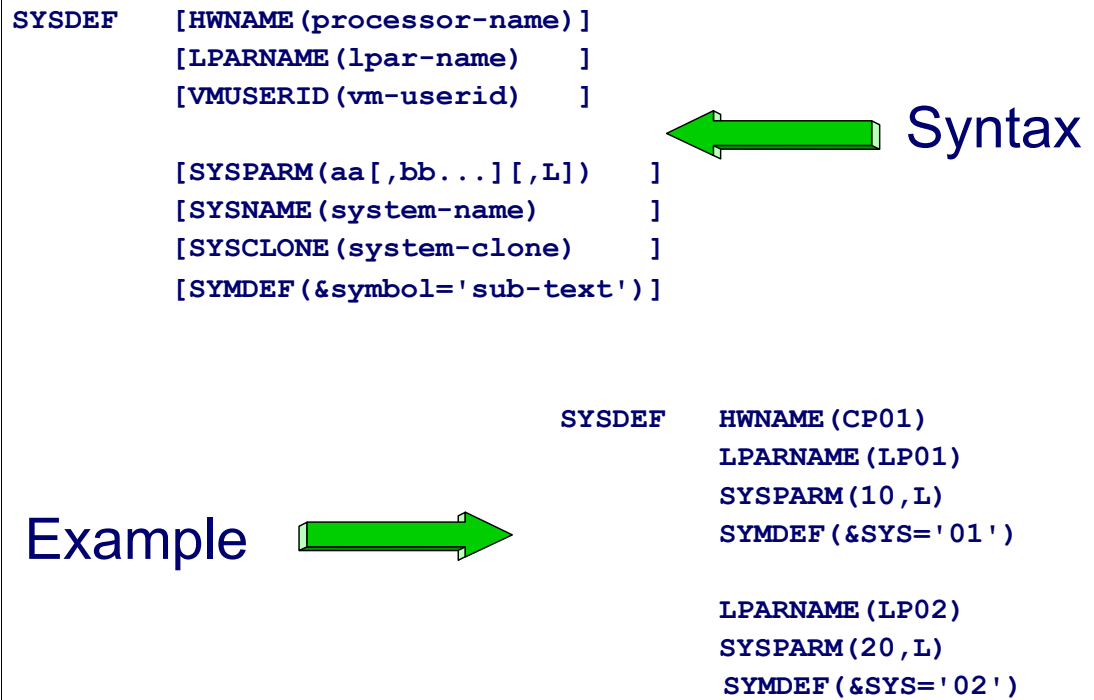 SYSDEF [HWNAME(processor-name)]
[LPARNAME(lpar-name) ]
[VMUSERID(vm-userid) ]
Syntax
[SYSPARM(aa[,bb...][,L]) ]
[SYSNAME(system-name) ]
[SYSCLONE(system-clone) ]
[SYMDEF(&symbol='sub-text')]
SYSDEF HWNAME(CP01)
LPARNAME(LP01)
SYSPARM(10,L)
SYMDEF(&SYS='01')
Example
LPARNAME(LP02)
SYSPARM(20,L)
SYMDEF(&SYS='02')